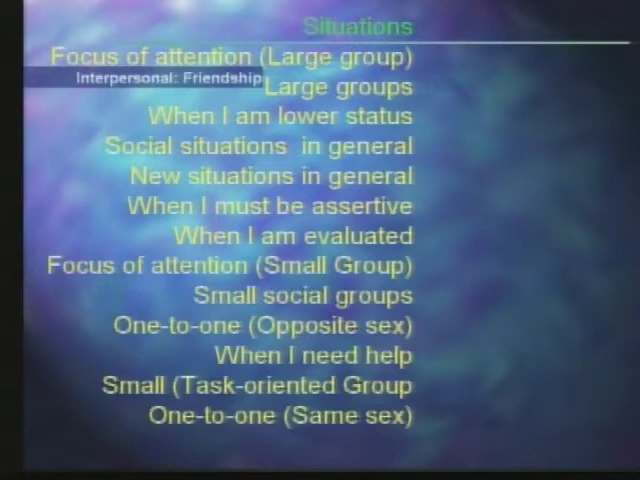 Situations
Focus of attention (Large group)
Interpersonal: Friendship
Large groups
When I am lower status
Social situations in general
New situations in general
When I must be assertive
When I am evaluated
Focus of attention (Small Group)
Small social groups
One-to-one (Opposite sex)
When I need help
Small (Task-oriented Group
One-to-one (Same sex)